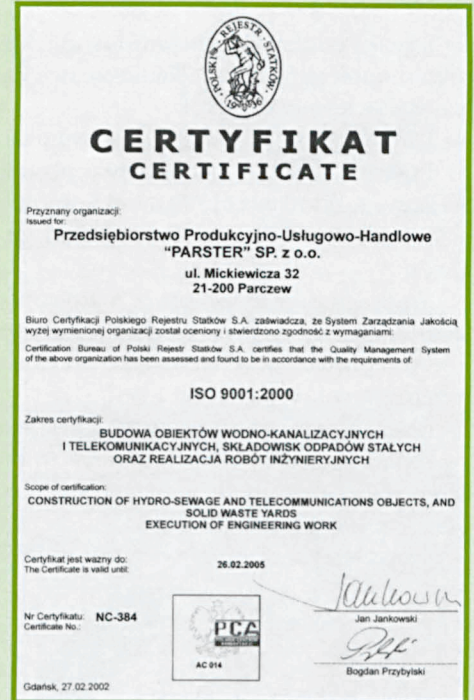 POLSKI REJESTR STATKÓW
1936
CERTYFIKAT
CERTIFICATE
Przyznany organizacji:
Issued for:
Przedsiębiorstwo Produkcyjno-Usługowo-Handlowe
"PARSTER" SP. z o.o.
ul. Mickiewicza 32
21-200 Parczew
Biuro Certyfikacji Polskiego Rejestru Statków S.A. zaświadcza, że System Zarządzania Jakością
wyżej wymienionej organizacji został oceniony i stwierdzono zgodność z wymaganiami:
Certification Bureau of Polski Rejestr Statków S.A. certifies that the Quality Management System
of the above organization has been assessed and found to be in accordance with the requirements of:
ISO 9001:2000
Zakres certyfikacji:
BUDOWA OBIEKTÓW WODNO-KANALIZACYJNYCH
I TELEKOMUNIKACYJNYCH, SKŁADOWISK ODPADÓW STAŁYCH
ORAZ REALIZACJA ROBÓT INŻYNIERYJNYCH
Scope of certification:
CONSTRUCTION OF HYDRO-SEWAGE AND TELECOMMUNICATIONS OBJECTS, AND
SOLID WASTE YARDS
EXECUTION OF ENGINEERING WORK
Certyfikat jest ważny do:
The Certificate is valid until:
26.02.2005
Jankowski
Jan Jankowski
Nr Certyfikatu: NC-384
Certificate No.:
PCA
AC 014
Bogdan Przybylski
Gdańsk, 27.02.2002